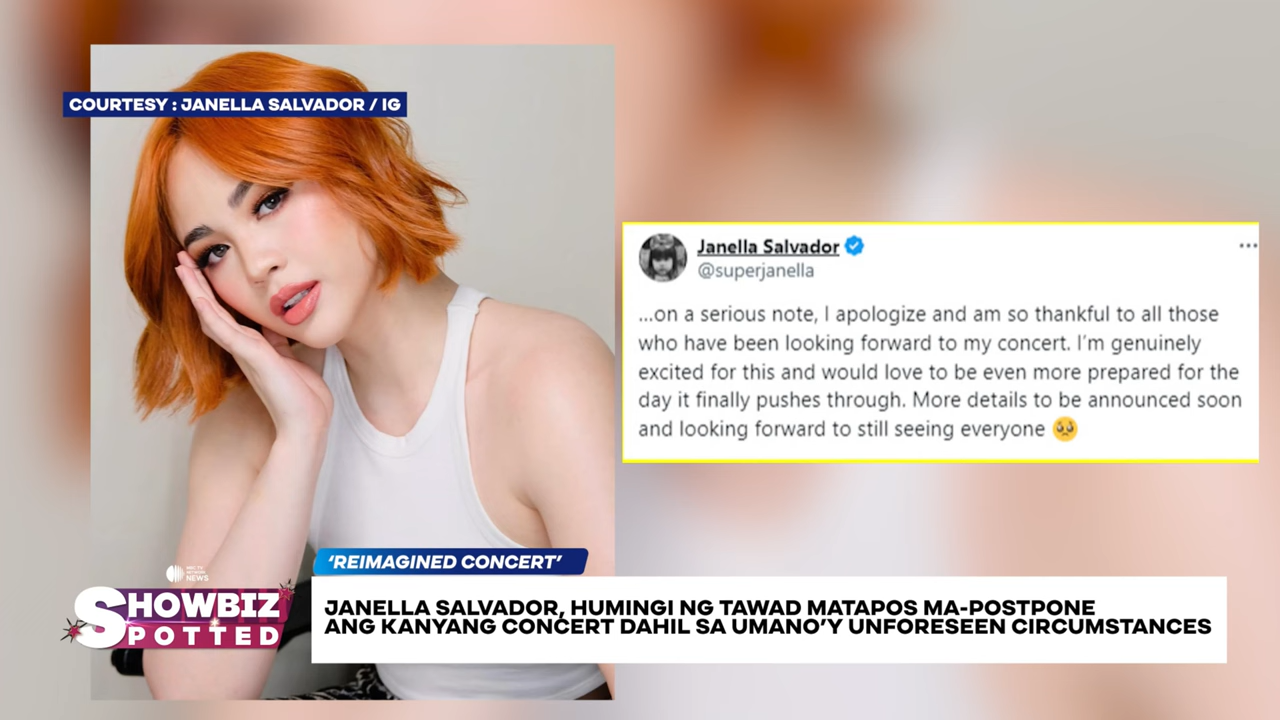 COURTESY : JANELLA SALVADOR / IG
Janella Salvador
@superjanella
...on a serious note, I apologize and am so thankful to all those
who have been looking forward to my concert. I'm genuinely
excited for this and would love to be even more prepared for the
day it finally pushes through. More details to be announced soon
and looking forward to still seeing everyone 🥺
'REIMAGINED CONCERT'
NEWS
SHOWBIZ
SPOTTED
JANELLA SALVADOR, HUMINGI NG TAWAD MATAPOS MA-POSTPONE
ANG KANYANG CONCERT DAHIL SA UMANO'Y UNFORESEEN CIRCUMSTANCES